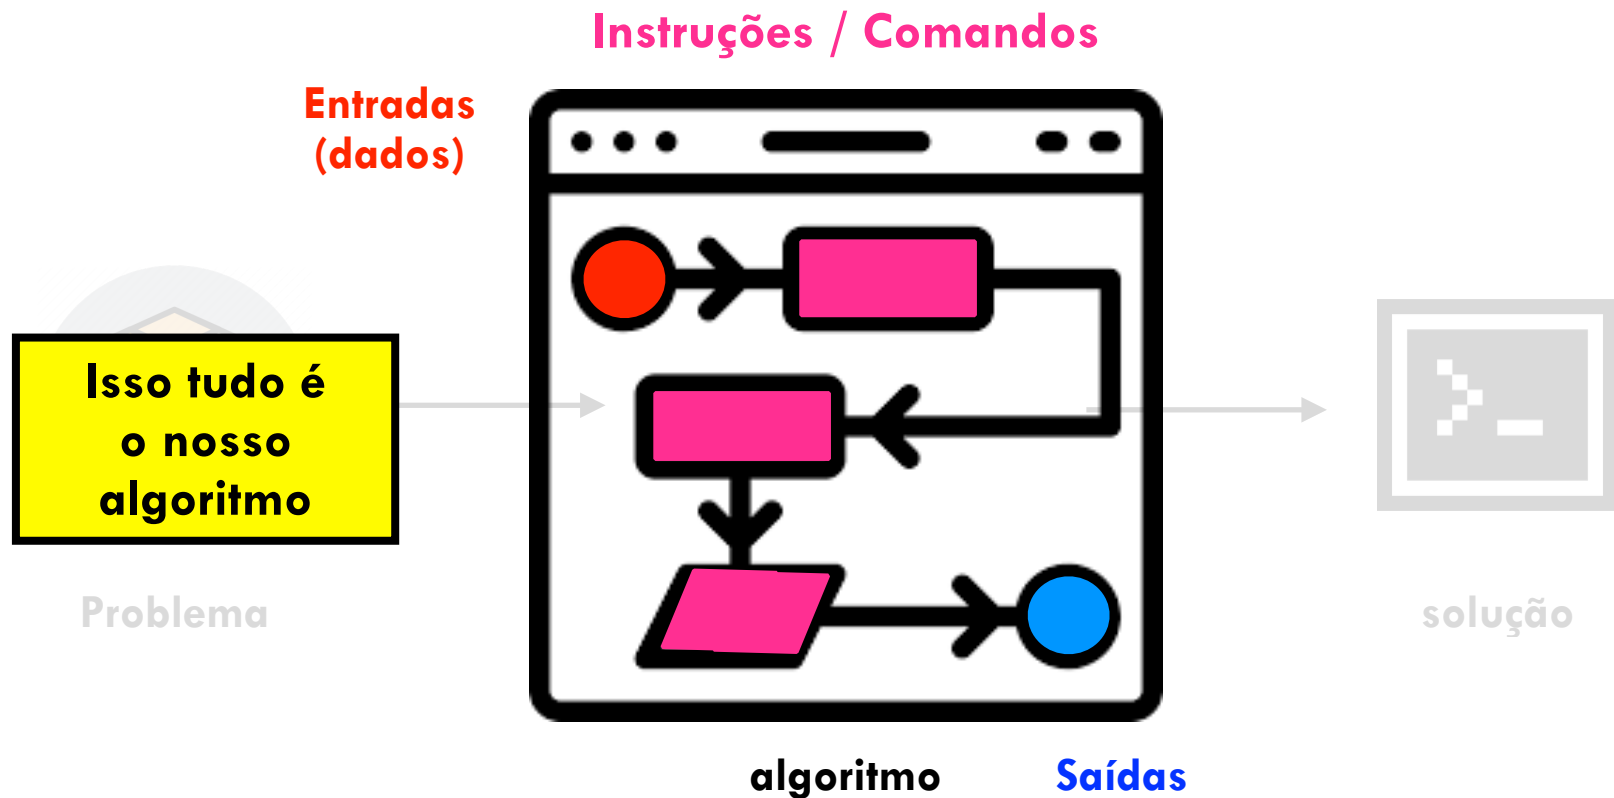 Instruções / Comandos
Entradas
(dados)
Isso tudo é
o nosso
algoritmo
Problema
solução
algoritmo
Saídas